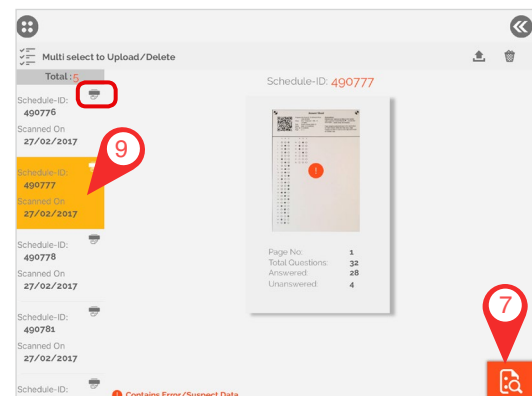 Multi select to Upload/Delete
Total :5
Schedule-ID:
490776
Scanned On
27/02/2017
9
Schedule-ID:
490777
Scanned On
27/02/2017
Schedule-ID:
490778
Scanned On
27/02/2017
Schedule-ID:
490781
Scanned On
27/02/2017
Schedule-ID:
Schedule-ID: 490777
!
Page No: 1
Total Questions: 32
Answered: 28
Unanswered: 4
7
! Contains Error/Suspect Data